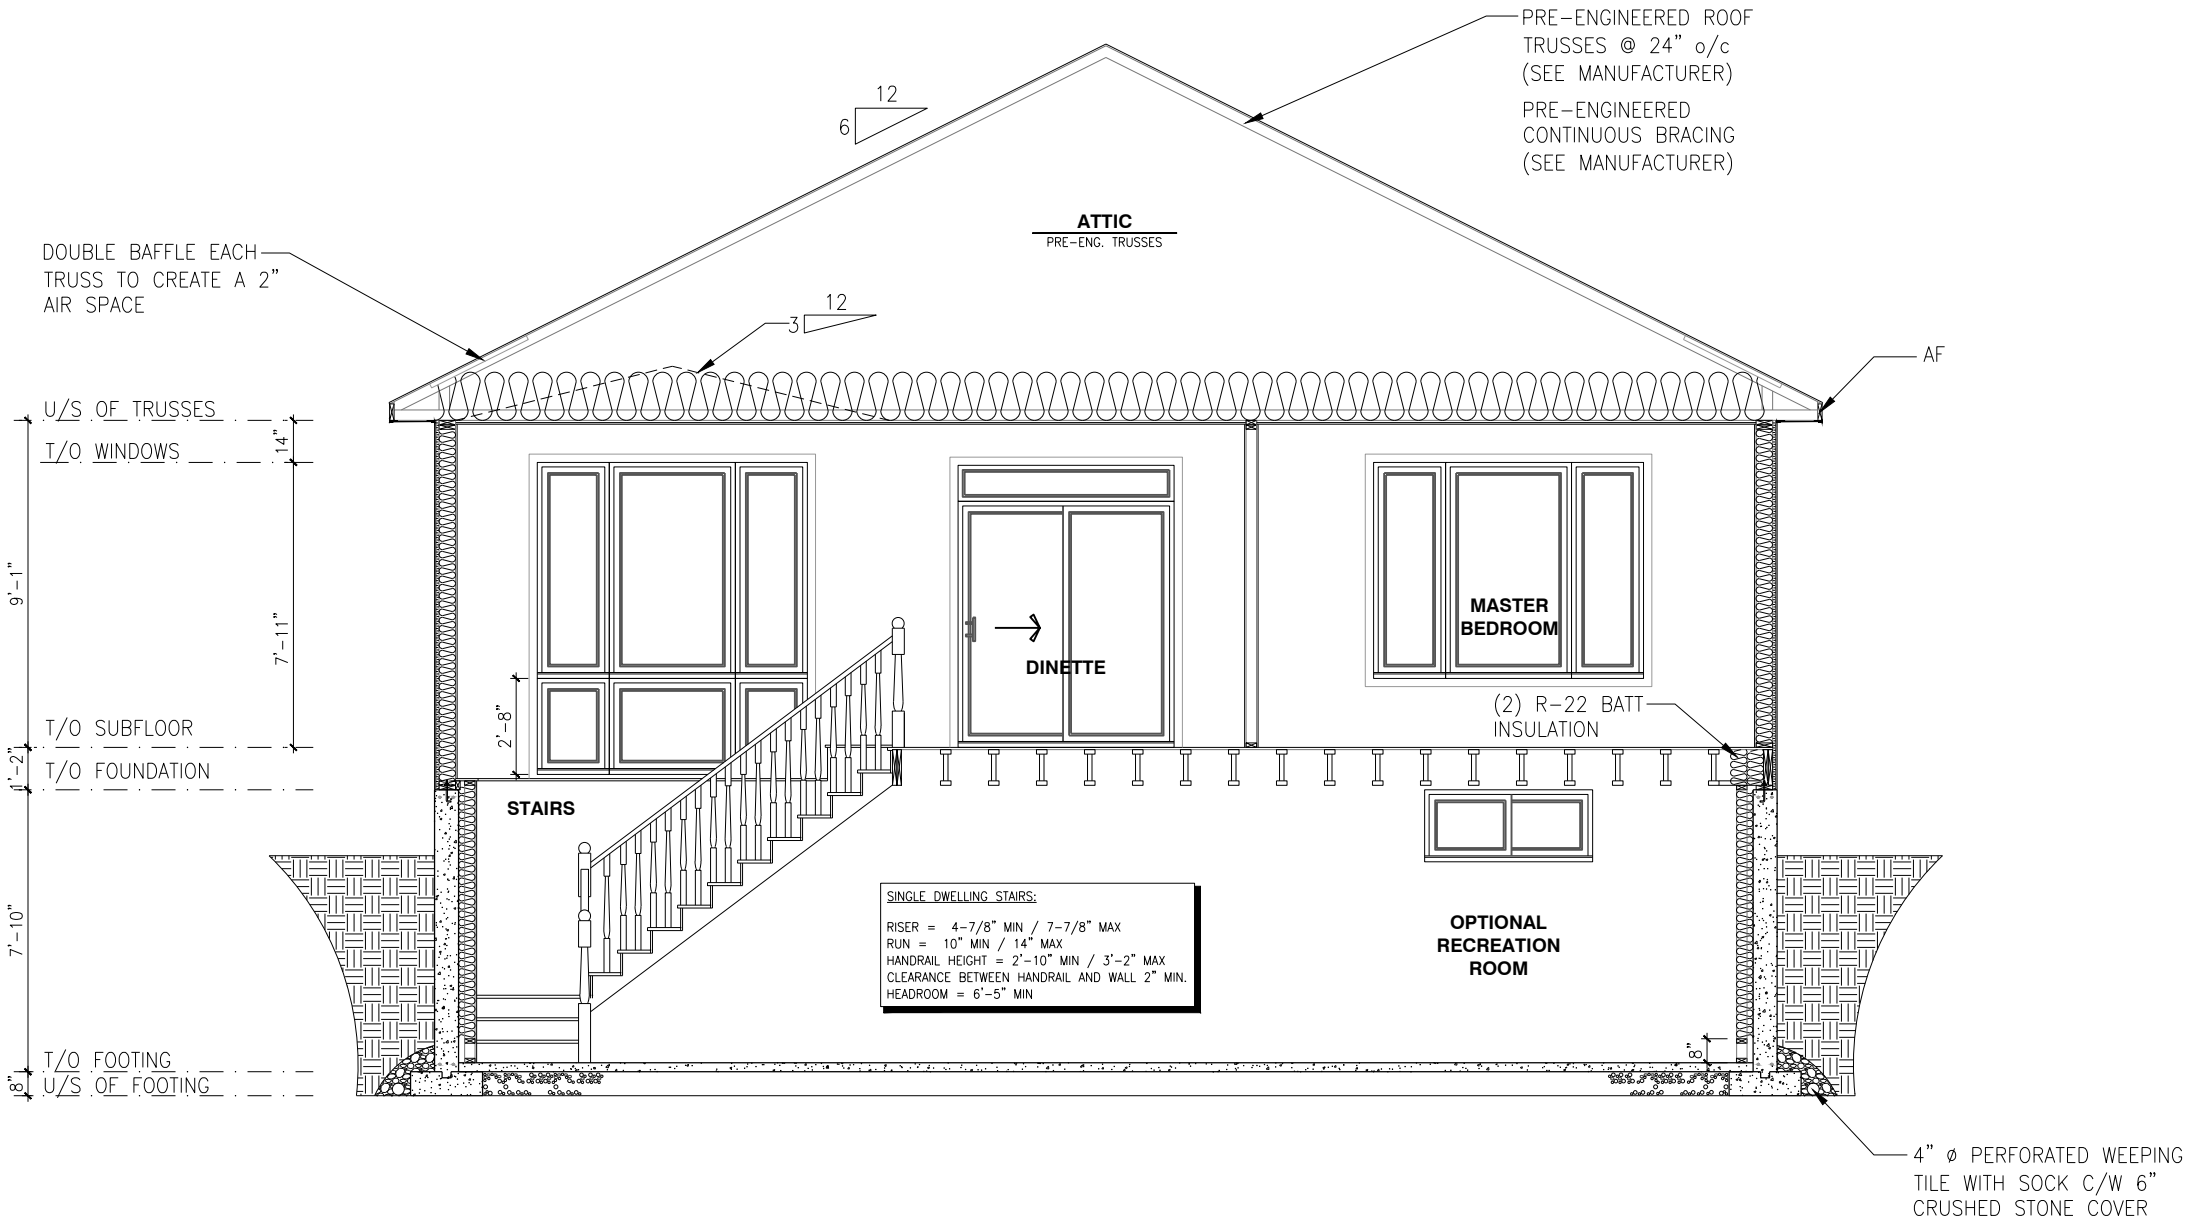 PRE-ENGINEERED ROOF
TRUSSES @ 24" o/c
(SEE MANUFACTURER)
PRE-ENGINEERED
CONTINUOUS BRACING
(SEE MANUFACTURER)
12
6
ATTIC
PRE-ENG. TRUSSES
DOUBLE BAFFLE EACH
TRUSS TO CREATE A 2"
AIR SPACE
12
3
AF
U/S OF TRUSSES
14"
T/O WINDOWS
9'-1"
7'-11"
MASTER
BEDROOM
DINETTE
2'-8"
(2) R-22 BATT
INSULATION
T/O SUBFLOOR
1'-2"
T/O FOUNDATION
STAIRS
7'-10"
SINGLE DWELLING STAIRS:
RISER = 4-7/8" MIN / 7-7/8" MAX
RUN = 10" MIN / 14" MAX
HANDRAIL HEIGHT = 2'-10" MIN / 3'-2" MAX
CLEARANCE BETWEEN HANDRAIL AND WALL 2" MIN.
HEADROOM = 6'-5" MIN
OPTIONAL
RECREATION
ROOM
8"
T/O FOOTING
8"
U/S OF FOOTING
4" ø PERFORATED WEEPING
TILE WITH SOCK C/W 6"
CRUSHED STONE COVER